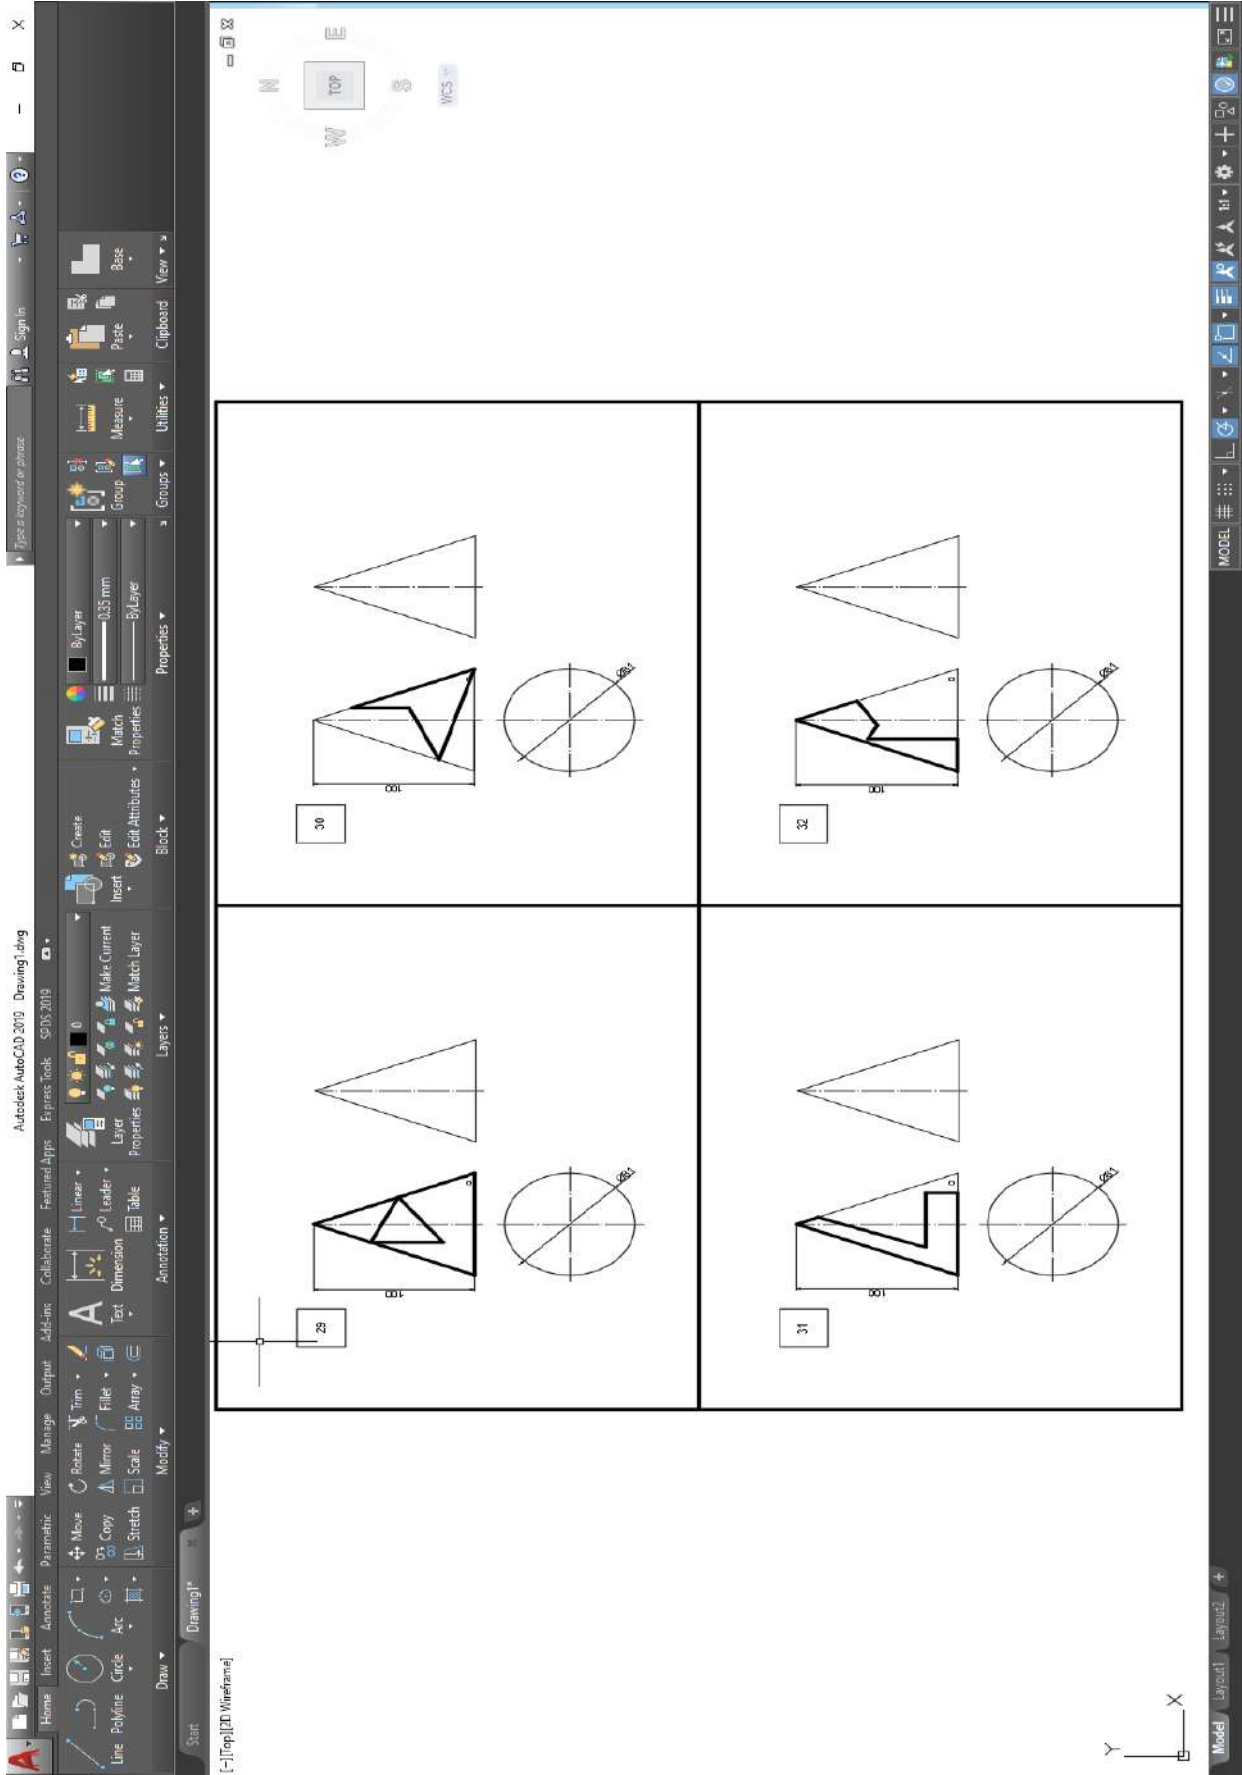 Autodesk AutoCAD 2019 Drawing1.dwg
Type a keyword or phrase
Sign In
Home Insert Annotate Parametric View Manage Output Add-ins Collaborate Featured Apps Express Tools SPDS 2019
Line Polyline Circle Arc
Draw
Move Rotate Trim
Copy Mirror Fillet
Stretch Scale Array
Modify
Text Dimension
Linear
Leader
Table
Annotation
Layer Properties
0
Make Current
Match Layer
Layers
Insert
Create
Edit
Edit Attributes
Block
Match Properties
ByLayer
0.35 mm
ByLayer
Properties
Group
Groups
Measure
Utilities
Paste
Clipboard
Base
View
Start Drawing1*
[−][Top][2D Wireframe]
N
W TOP E
S
WCS
29
100
30
100
31
32
Y
X
Model Layout1 Layout2 +
MODEL
1:1